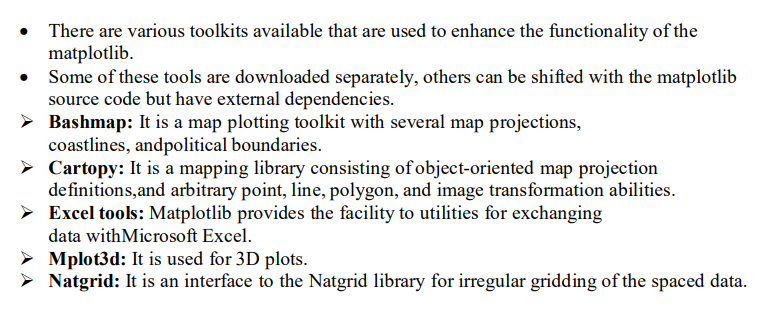 • There are various toolkits available that are used to enhance the functionality of the
matplotlib.
• Some of these tools are downloaded separately, others can be shifted with the matplotlib
source code but have external dependencies.
➢ Bashmap: It is a map plotting toolkit with several map projections,
coastlines, andpolitical boundaries.
➢ Cartopy: It is a mapping library consisting of object-oriented map projection
definitions,and arbitrary point, line, polygon, and image transformation abilities.
➢ Excel tools: Matplotlib provides the facility to utilities for exchanging
data withMicrosoft Excel.
➢ Mplot3d: It is used for 3D plots.
➢ Natgrid: It is an interface to the Natgrid library for irregular gridding of the spaced data.